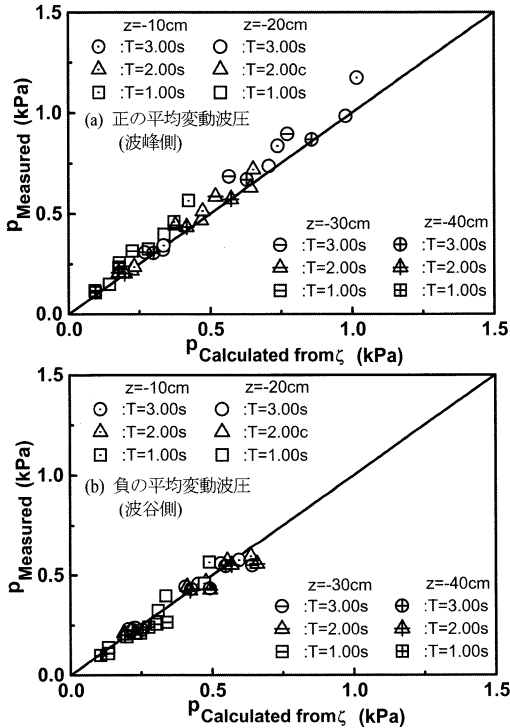 1.5
z=-10cm z=-20cm
:T=3.00s :T=3.00s
:T=2.00s :T=2.00c
:T=1.00s :T=1.00s
1.0
(a) 正の平均変動波圧
(波峰側)
pMeasured (kPa)
0.5
z=-30cm z=-40cm
:T=3.00s :T=3.00s
:T=2.00s :T=2.00s
:T=1.00s :T=1.00s
0.0
0.0 0.5 1.0 1.5
pCalculated fromζ (kPa)
1.5
z=-10cm z=-20cm
:T=3.00s :T=3.00s
:T=2.00s :T=2.00c
:T=1.00s :T=1.00s
1.0
(b) 負の平均変動波圧
(波谷側)
pMeasured (kPa)
0.5
z=-30cm z=-40cm
:T=3.00s :T=3.00s
:T=2.00s :T=2.00s
:T=1.00s :T=1.00s
0.0
0.0 0.5 1.0 1.5
pCalculated fromζ (kPa)